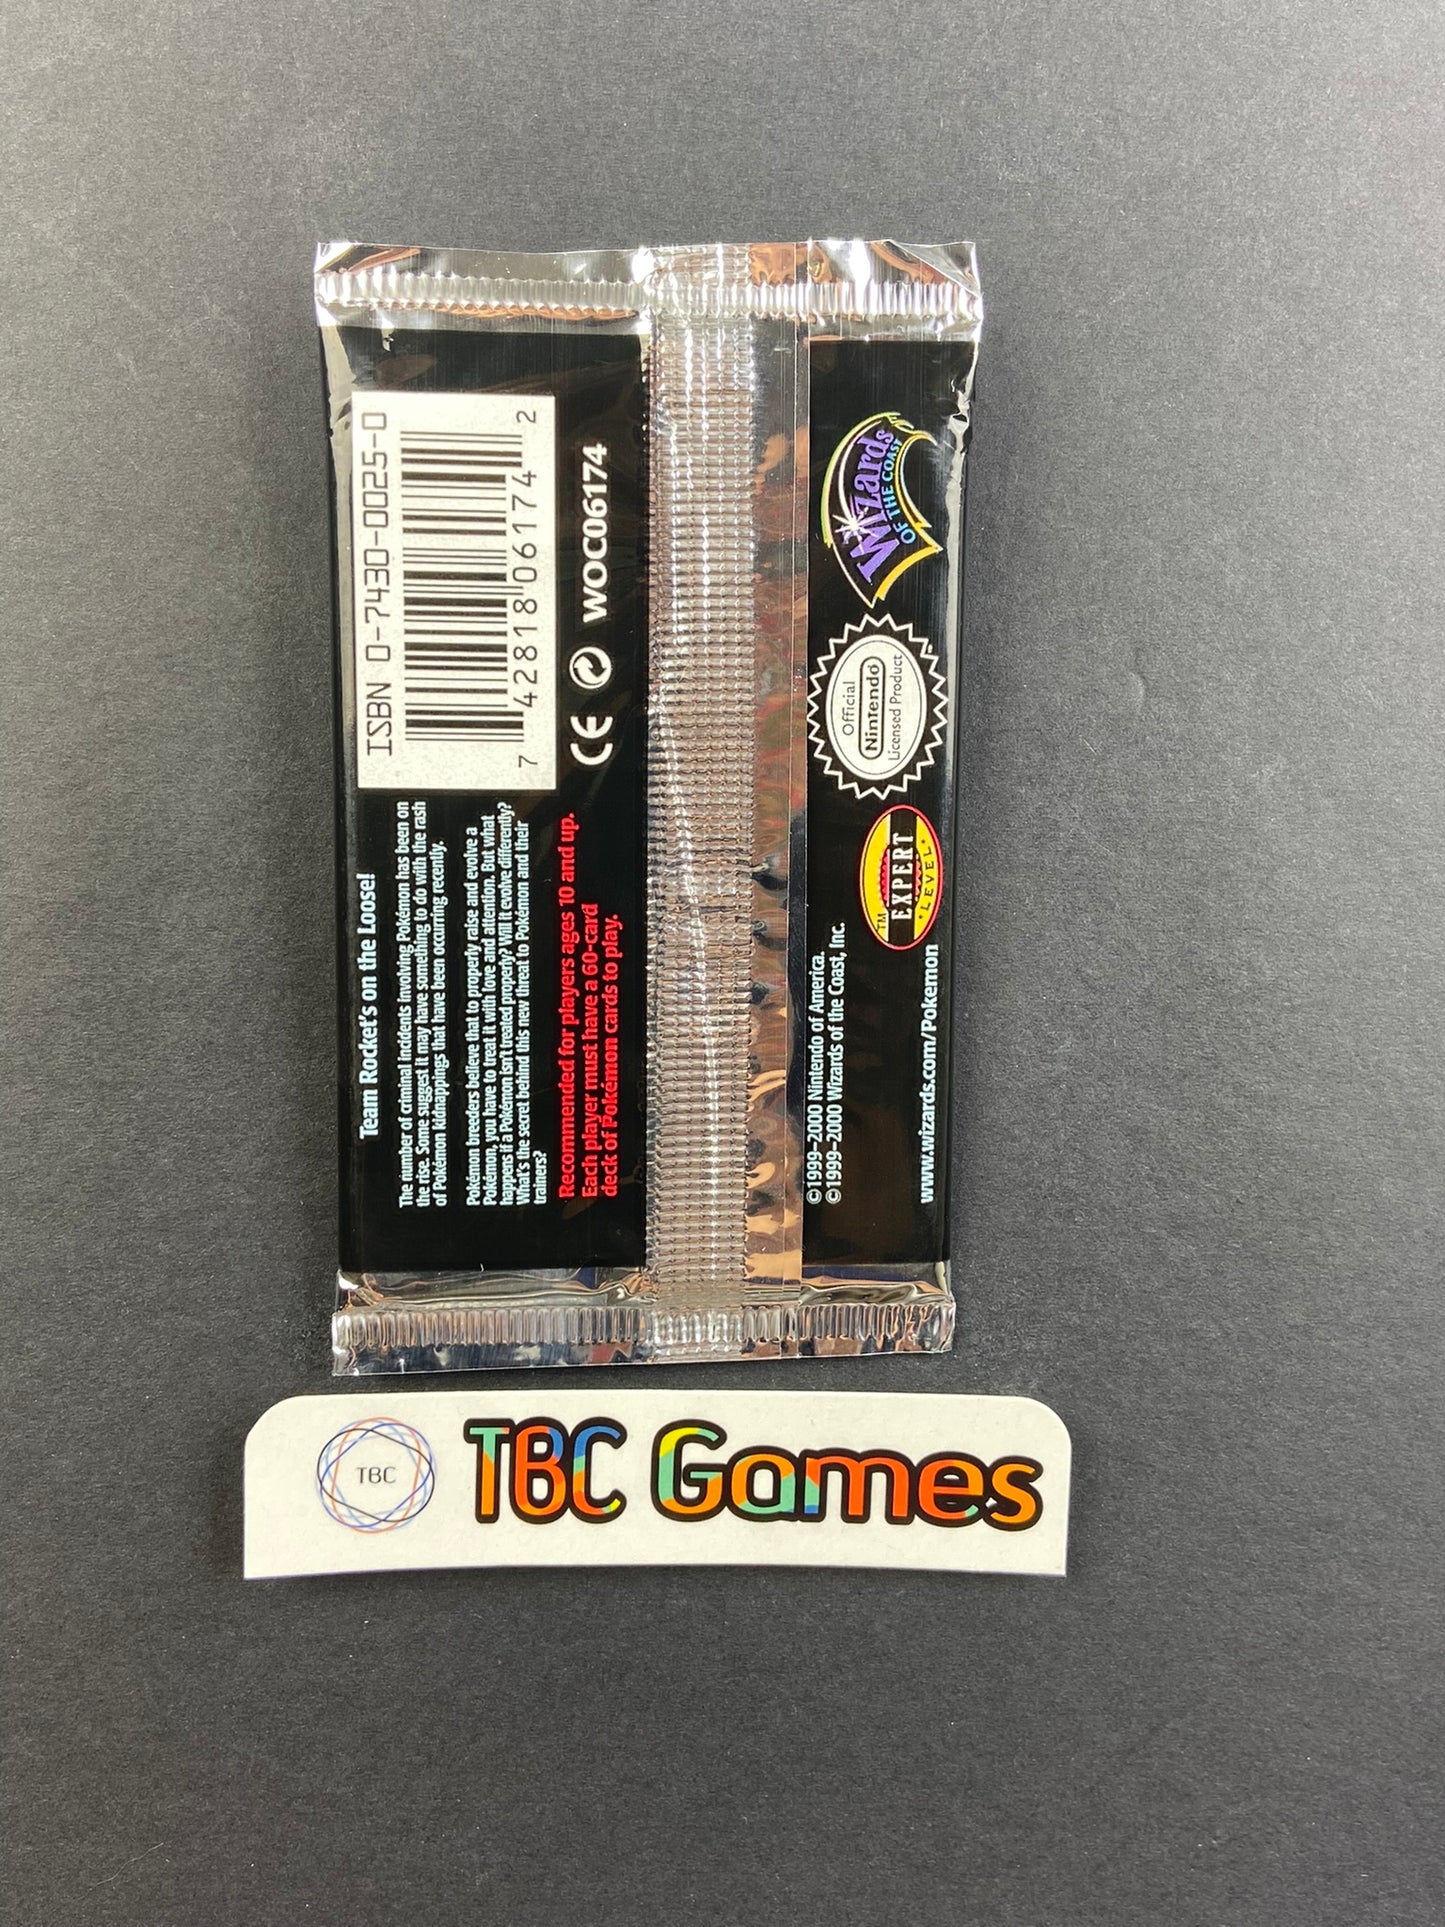 ISBN 0-7430-0025-0
7 42818 06174 2
CE WOC06174
Team Rocket's on the Loose!
The number of criminal incidents involving Pokémon has been on
the rise. Some suggest it may have something to do with the rash
of Pokémon kidnappings that have been occurring recently.
Pokémon breeders believe that to properly raise and evolve a
Pokémon, you have to treat it with love and attention. But what
happens if a Pokémon isn't treated properly? Will it evolve differently?
What's the secret behind this new threat to Pokémon and their
trainers?
Recommended for players ages 10 and up.
Each player must have a 60-card
deck of Pokémon cards to play.
Wizards
OF THE COAST
Official
Nintendo
Licensed Product
TM
EXPERT
LEVEL
©1999-2000 Nintendo of America.
©1999-2000 Wizards of the Coast, Inc.
www.wizards.com/Pokemon
TBC
TBC Games